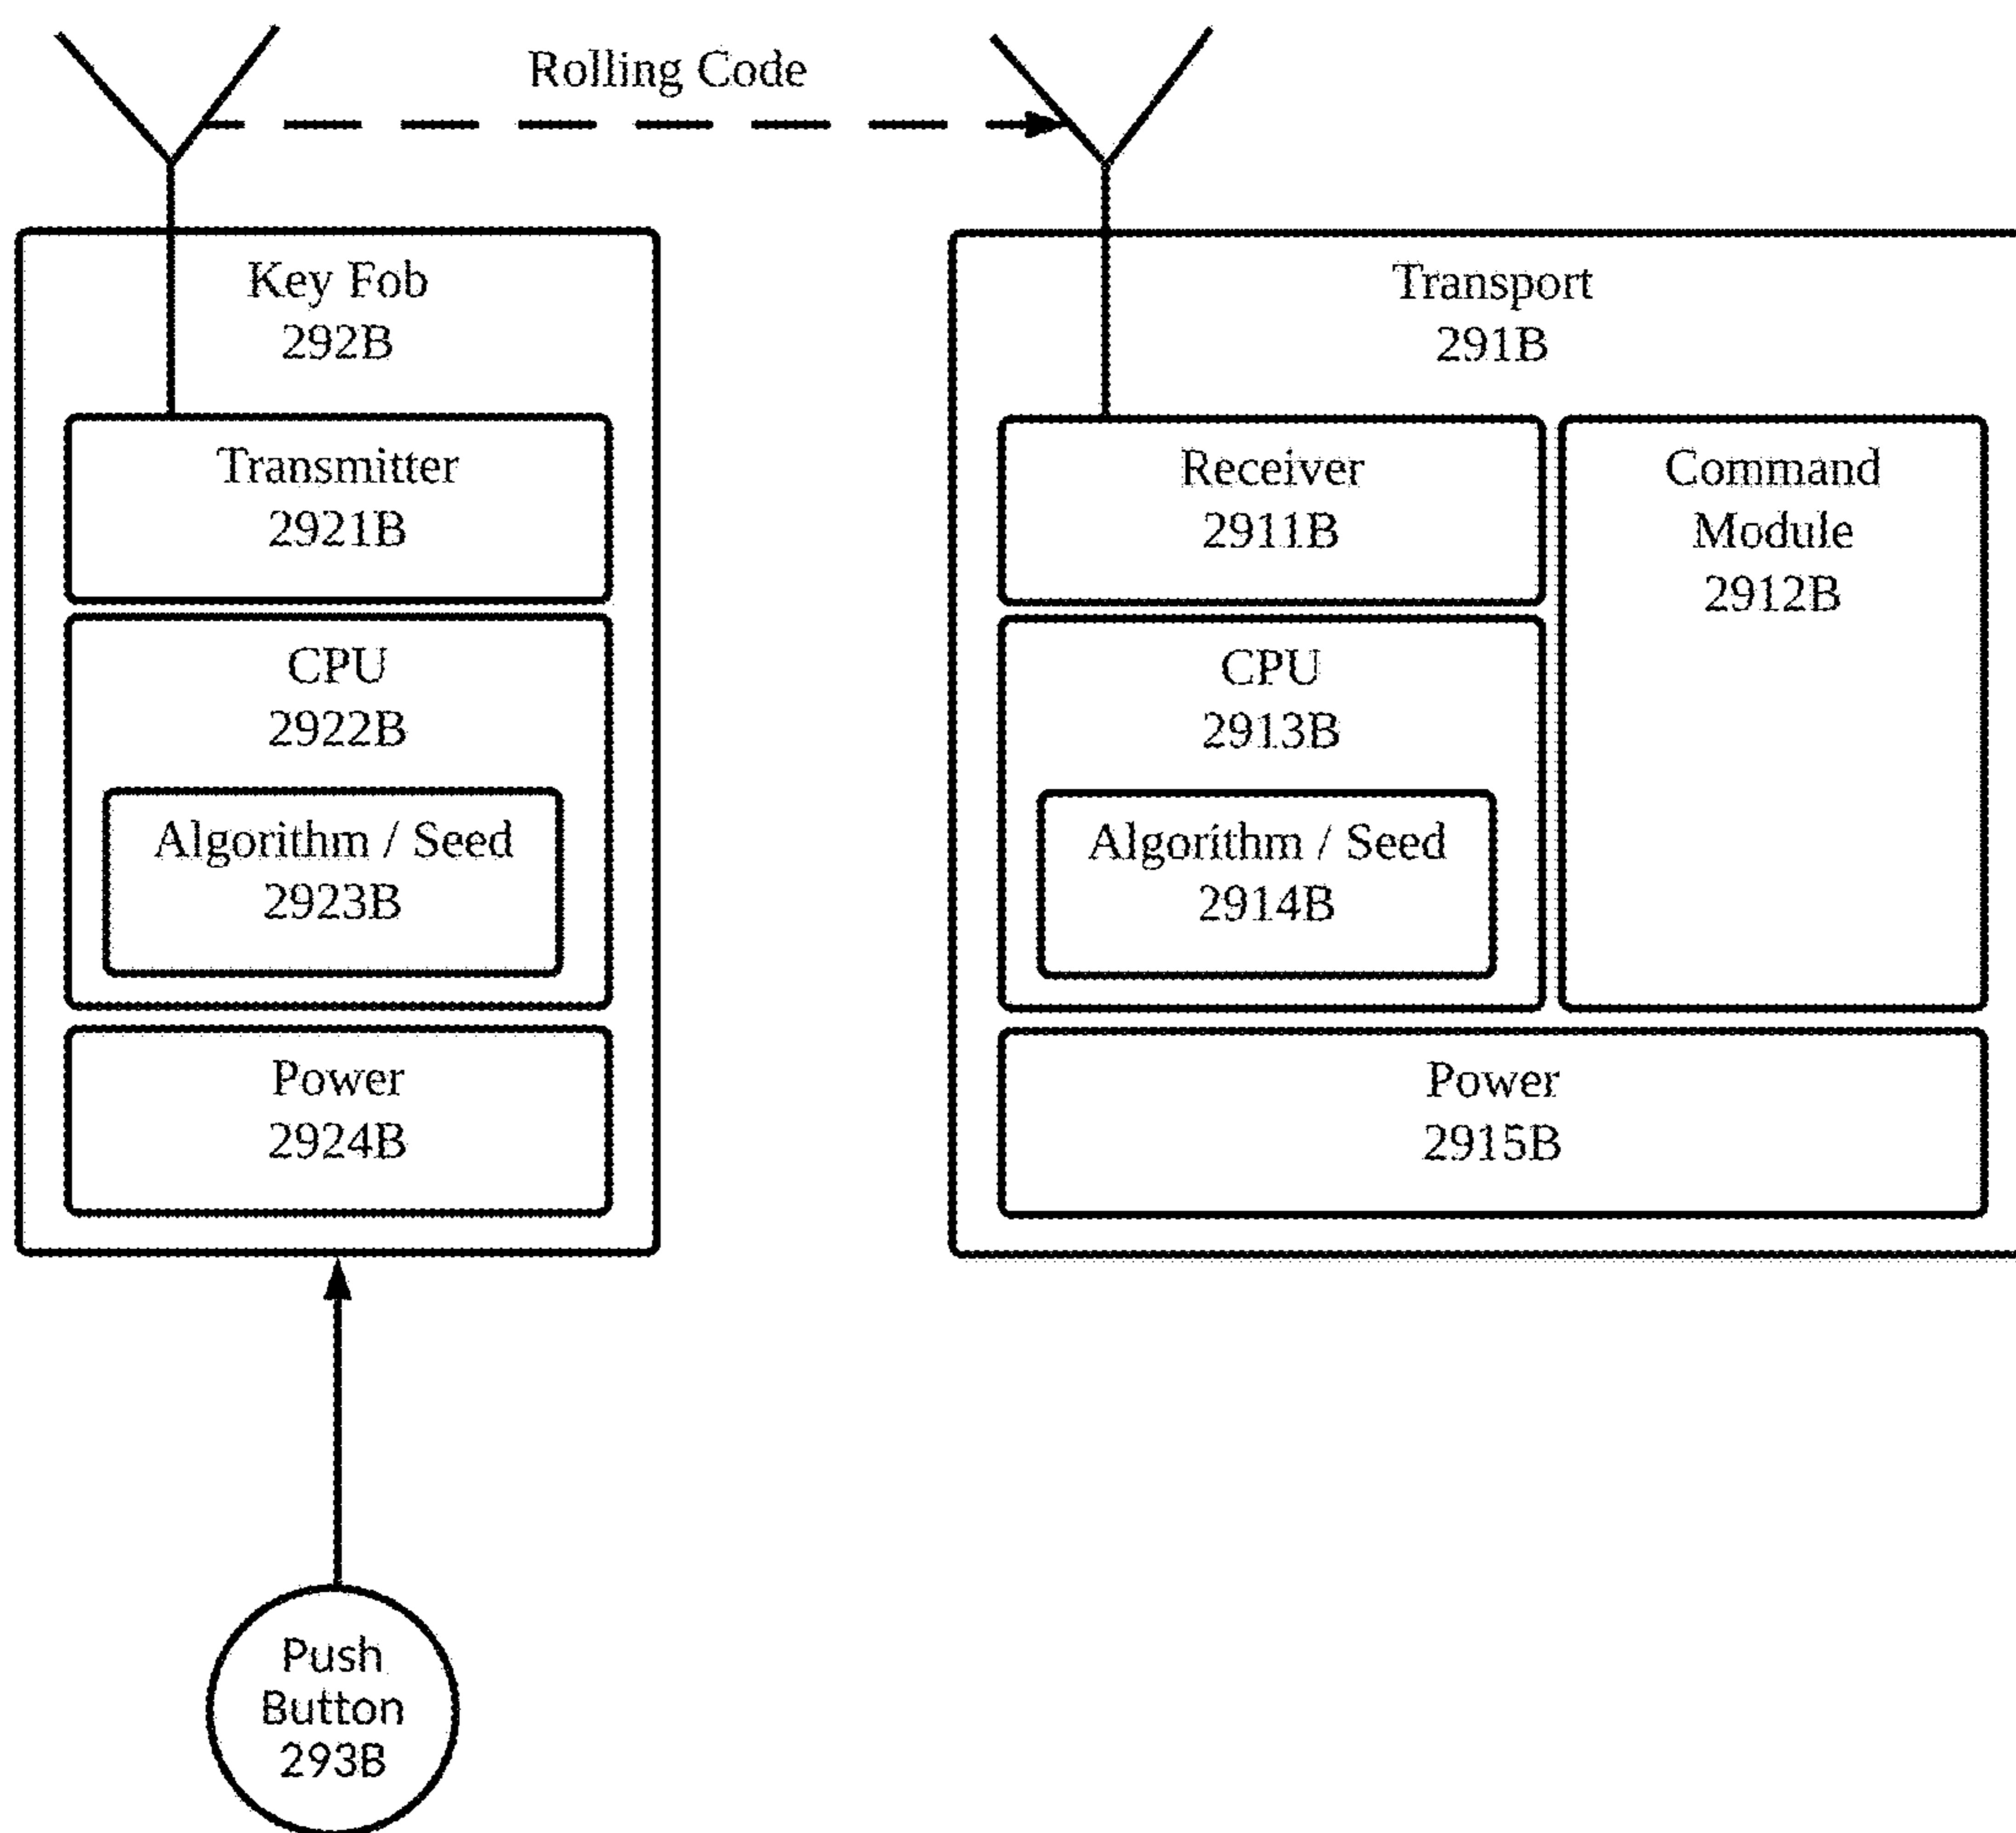 Rolling Code
Key Fob
292B
Transmitter
2921B
CPU
2922B
Algorithm / Seed
2923B
Power
2924B
Push
Button
293B
Transport
291B
Receiver
2911B
Command
Module
2912B
CPU
2913B
Algorithm / Seed
2914B
Power
2915B